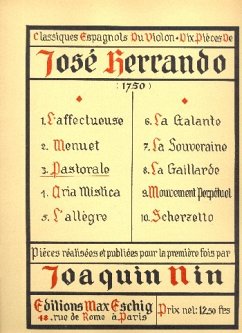 Classiques Espagnols Du Violon • Dix Pièces De
José Herrando
(1750)
1. L'affectueuse
2. Menuet
3. Pastorale
4. Aria Mistica
5. L'allègre
6. La Galante
7. La Souveraine
8. La Gaillarde
9. Mouvement Perpétuel
10. Scherzetto
Pièces réalisées et publiées pour la première fois par
Joaquin Nin
Editions Max Eschig
48, rue de Rome à Paris
Prix net: 12,50 frs